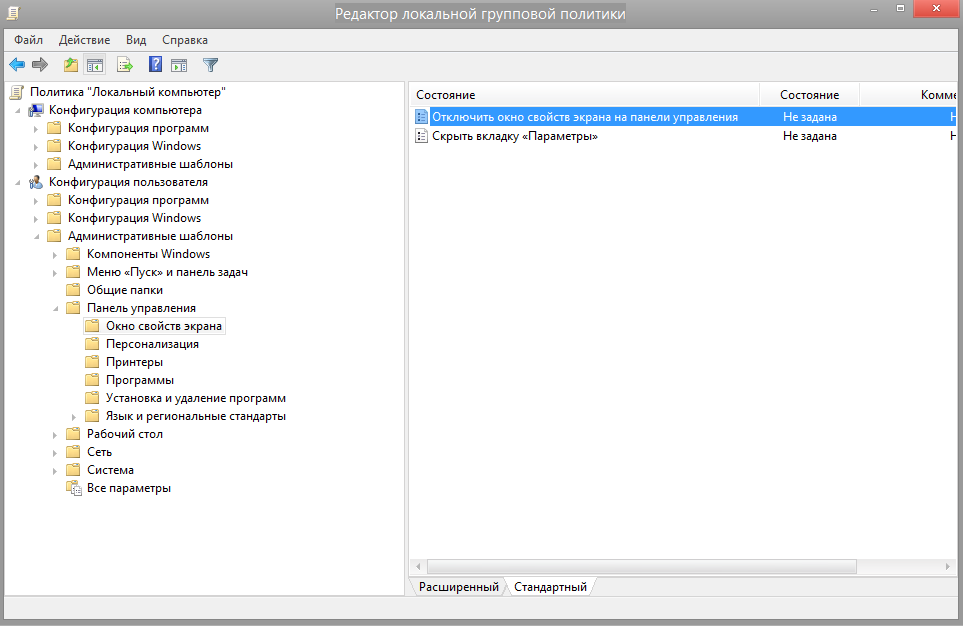 Редактор локальной групповой политики
Файл Действие Вид Справка
Политика "Локальный компьютер"
Конфигурация компьютера
Конфигурация программ
Конфигурация Windows
Административные шаблоны
Конфигурация пользователя
Конфигурация программ
Конфигурация Windows
Административные шаблоны
Компоненты Windows
Меню «Пуск» и панель задач
Общие папки
Панель управления
Окно свойств экрана
Персонализация
Принтеры
Программы
Установка и удаление программ
Язык и региональные стандарты
Рабочий стол
Сеть
Система
Все параметры
Состояние Состояние Комме
Отключить окно свойств экрана на панели управления Не задана
Скрыть вкладку «Параметры» Не задана
Расширенный Стандартный